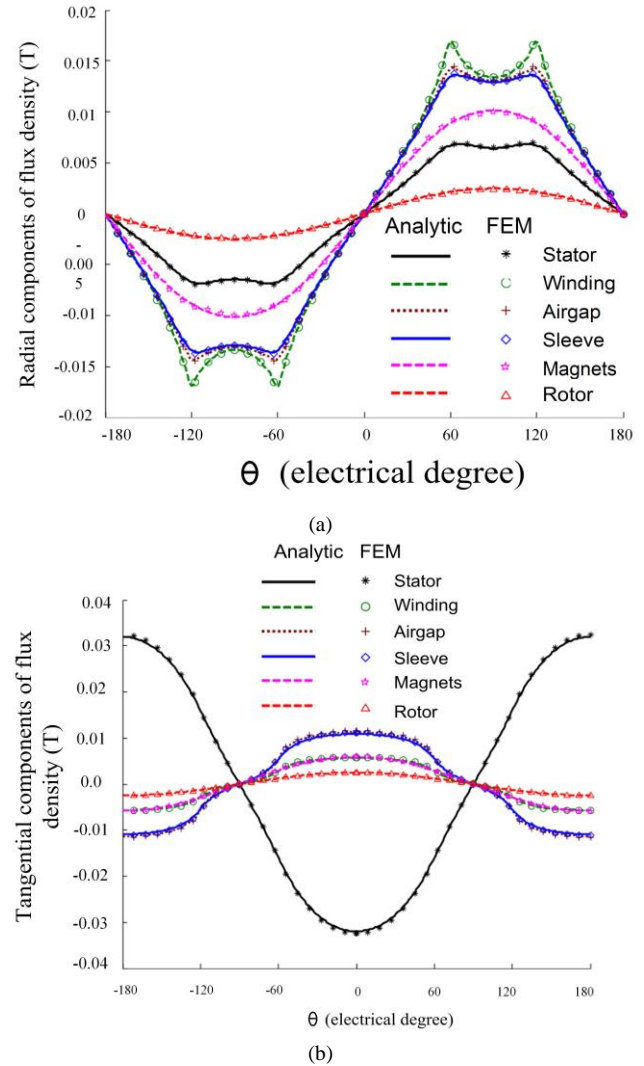 Radial components of flux density (T)
0.02
0.015
0.01
0.005
0
-
0.00
5
-0.01
-0.015
-0.02
Analytic FEM
Stator
Winding
Airgap
Sleeve
Magnets
Rotor
-180 -120 -60 0 60 120 180
θ (electrical degree)
(a)
Analytic FEM
Stator
Winding
Airgap
Sleeve
Magnets
Rotor
Tangential components of flux
density (T)
0.04
0.03
0.02
0.01
0.0
-0.01
-0.02
-0.03
-0.04
-180 -120 -60 0 60 120 180
θ (electrical degree)
(b)